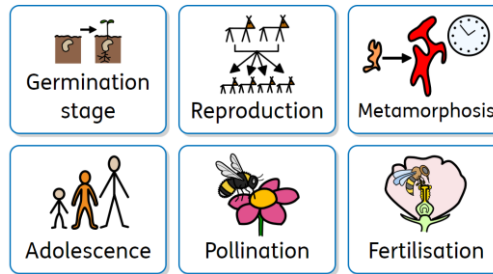 Germination
stage
Reproduction
Metamorphosis
Adolescence
Pollination
Fertilisation